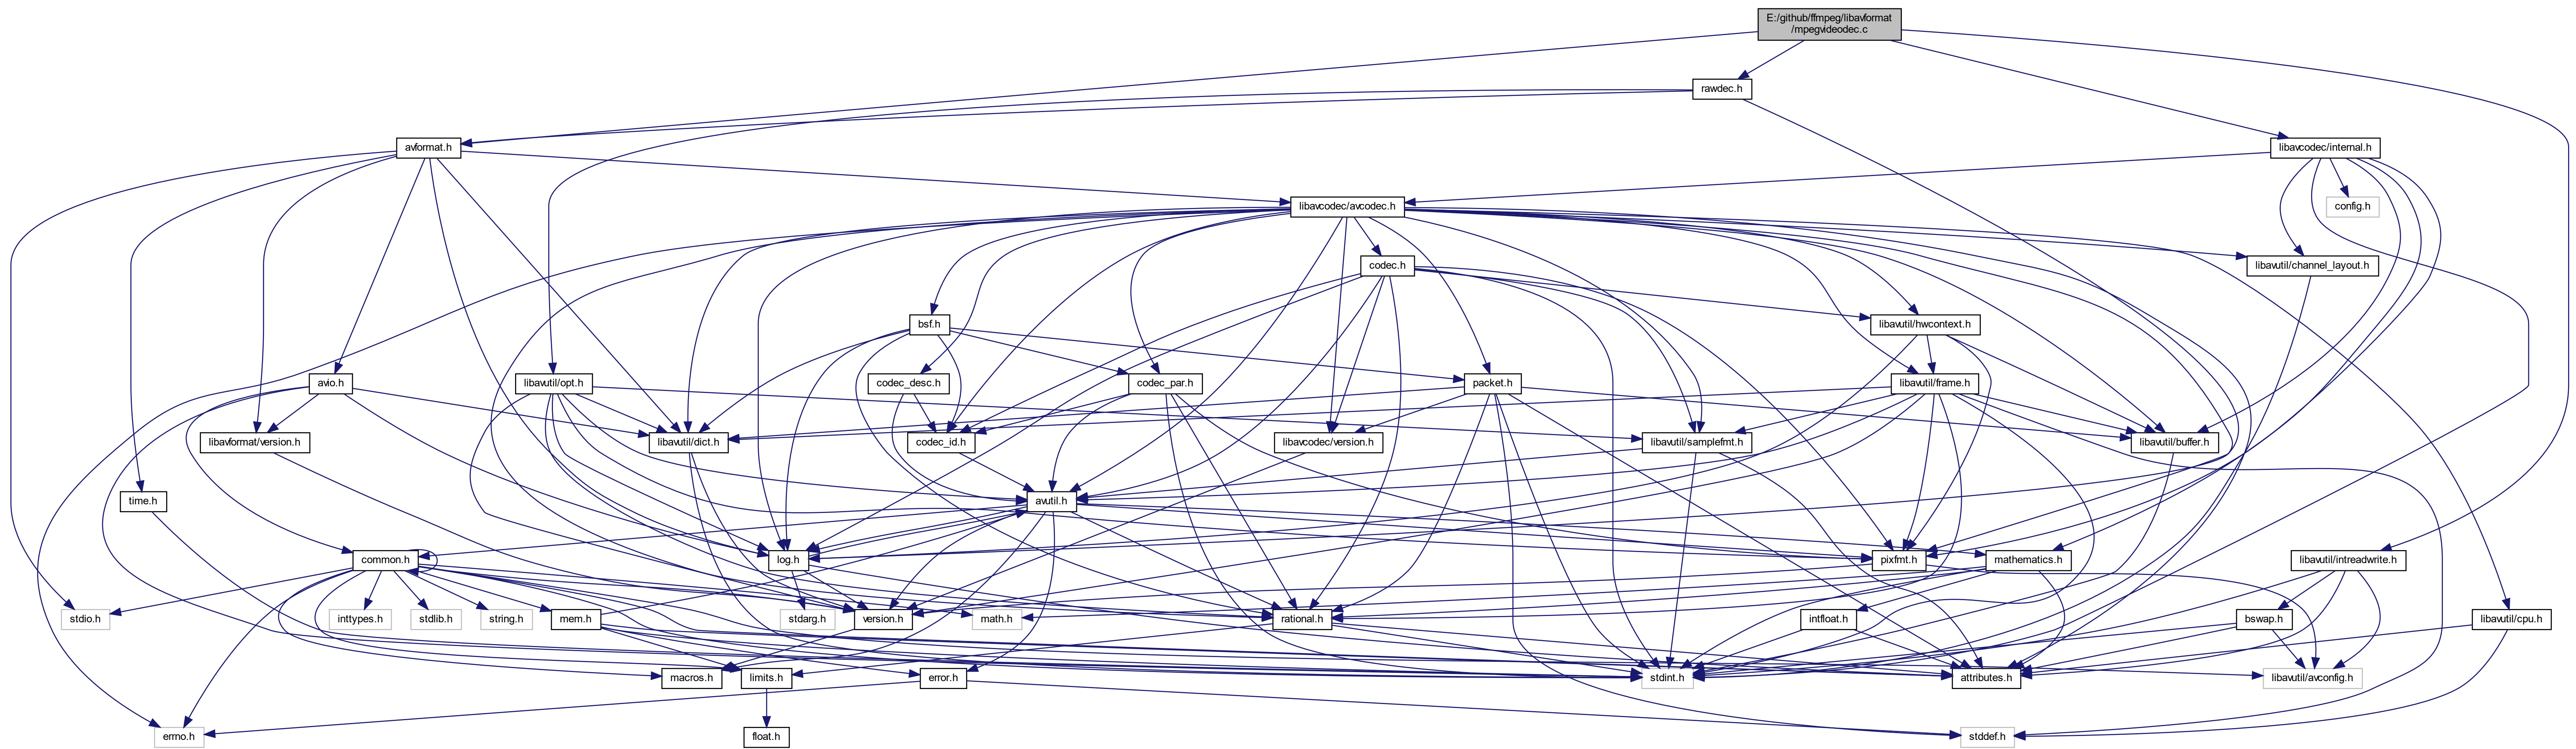 E:/github/ffmpeg/libavformat
/mpegvideodec.c
rawdec.h
avformat.h
libavcodec/internal.h
libavcodec/avcodec.h
config.h
codec.h
libavutil/channel_layout.h
bsf.h
libavutil/hwcontext.h
avio.h
libavutil/opt.h
codec_desc.h
codec_par.h
packet.h
libavutil/frame.h
libavformat/version.h
libavutil/dict.h
codec_id.h
libavcodec/version.h
libavutil/samplefmt.h
libavutil/buffer.h
time.h
avutil.h
common.h
log.h
pixfmt.h
mathematics.h
libavutil/intreadwrite.h
stdio.h
inttypes.h
stdlib.h
string.h
mem.h
stdarg.h
version.h
math.h
rational.h
intfloat.h
bswap.h
libavutil/cpu.h
macros.h
limits.h
error.h
stdint.h
attributes.h
libavutil/avconfig.h
errno.h
float.h
stddef.h